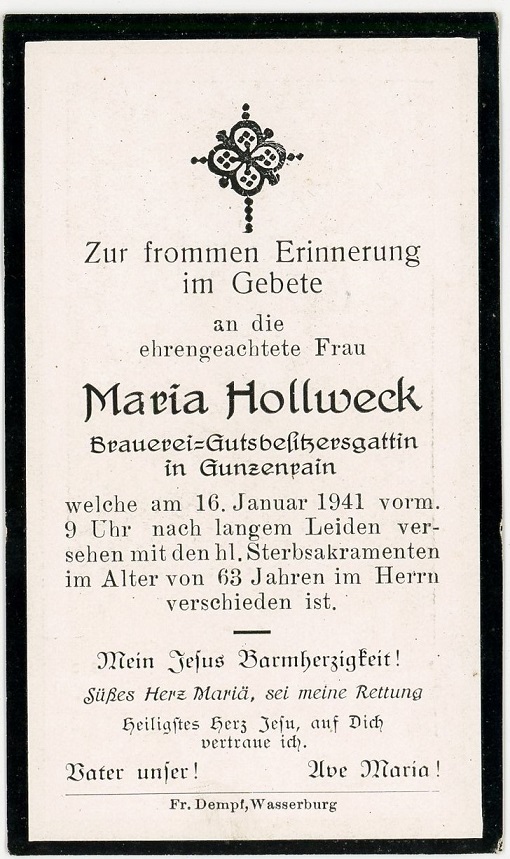 Zur frommen Erinnerung
im Gebete
an die
ehrengeachtete Frau
Maria Hollweck
Brauerei=Gutsbesitzersgattin
in Gunzenrain
welche am 16. Januar 1941 vorm.
9 Uhr nach langem Leiden ver-
sehen mit den hl. Sterbsakramenten
im Alter von 63 Jahren im Herrn
verschieden ist.
Mein Jesus Barmherzigkeit!
Süßes Herz Mariä, sei meine Rettung
Heiligstes Herz Jesu, auf Dich
vertraue ich.
Vater unser! Ave Maria!
Fr. Dempf, Wasserburg